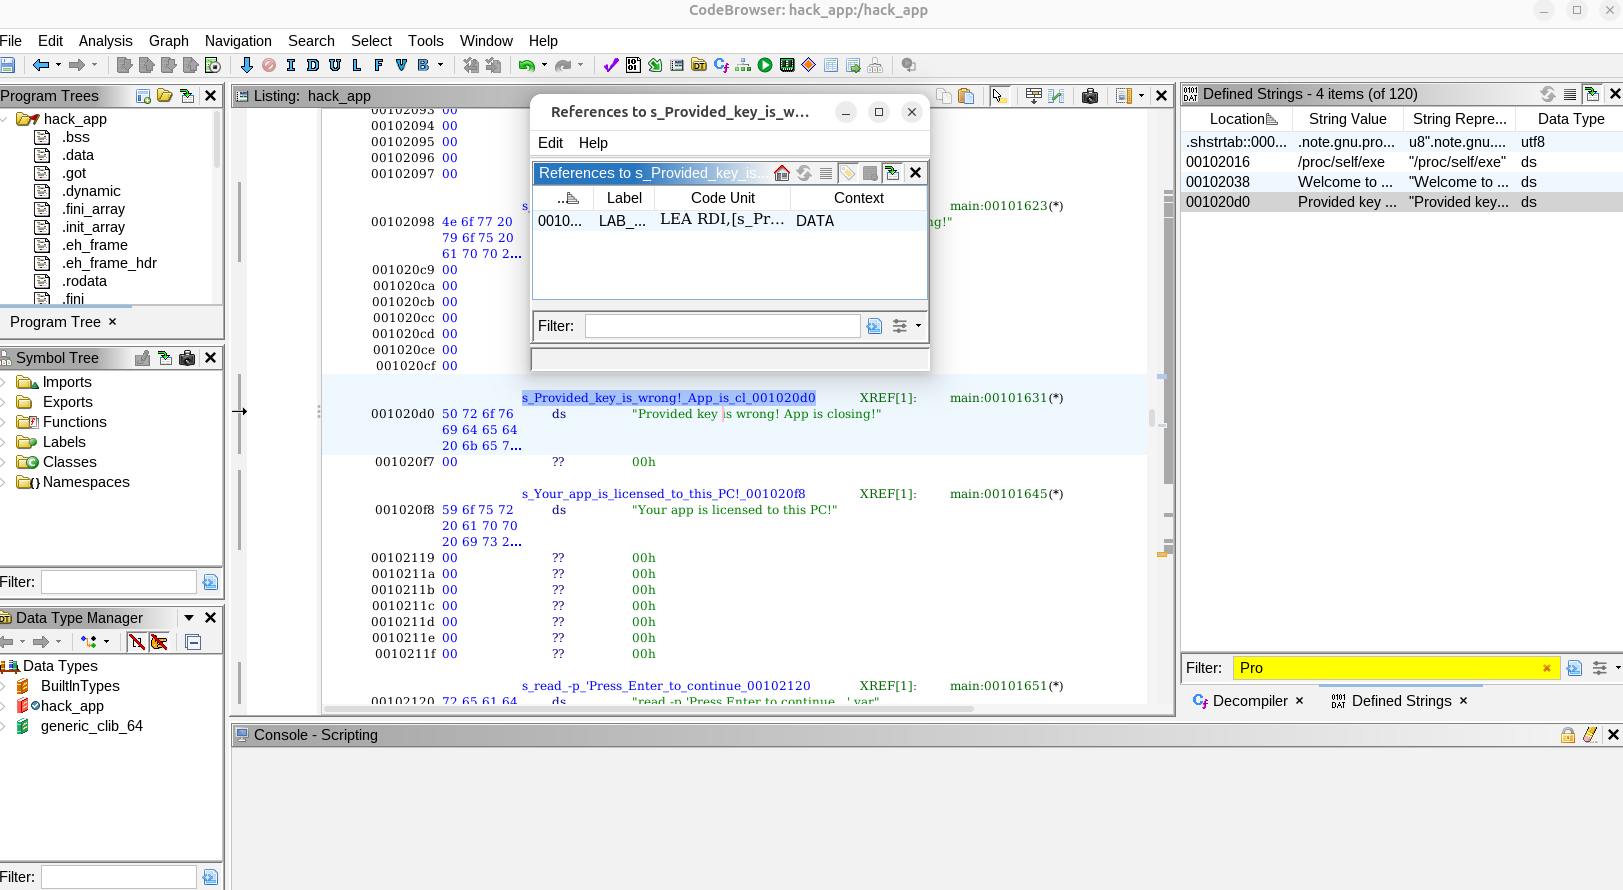 CodeBrowser: hack_app:/hack_app
File Edit Analysis Graph Navigation Search Select Tools Window Help
I D U L F V B
Program Trees
hack_app
.bss
.data
.got
.dynamic
.fini_array
.init_array
.eh_frame
.eh_frame_hdr
.rodata
.fini
Program Tree ×
Symbol Tree
Imports
Exports
Functions
Labels
Classes
Namespaces
Filter:
Data Type Manager
Data Types
BuiltInTypes
hack_app
generic_clib_64
Filter:
Listing: hack_app
00102093 00
00102094 00
00102095 00
00102096 00
00102097 00
s_ main:00101623(*)
00102098 4e 6f 77 20 ng!"
79 6f 75 20
61 70 70 2...
001020c9 00
001020ca 00
001020cb 00
001020cc 00
001020cd 00
001020ce 00
001020cf 00
s_Provided_key_is_wrong!_App_is_cl_001020d0 XREF[1]: main:00101631(*)
001020d0 50 72 6f 76 ds "Provided key is wrong! App is closing!"
69 64 65 64
20 6b 65 7...
001020f7 00 ?? 00h
s_Your_app_is_licensed_to_this_PC!_001020f8 XREF[1]: main:00101645(*)
001020f8 59 6f 75 72 ds "Your app is licensed to this PC!"
20 61 70 70
20 69 73 2...
00102119 00 ?? 00h
0010211a 00 ?? 00h
0010211b 00 ?? 00h
0010211c 00 ?? 00h
0010211d 00 ?? 00h
0010211e 00 ?? 00h
0010211f 00 ?? 00h
s_read_-p_'Press_Enter_to_continue_00102120 XREF[1]: main:00101651(*)
00102120 72 65 61 64 ds "read -p 'Press Enter to continue...' var"
References to s_Provided_key_is_w...
Edit Help
References to s_Provided_key_is...
.. Label Code Unit Context
0010... LAB_... LEA RDI,[s_Pr... DATA
Filter:
Defined Strings - 4 items (of 120)
Location String Value String Repre... Data Type
.shstrtab::000... .note.gnu.pro... u8".note.gnu.... utf8
00102016 /proc/self/exe "/proc/self/exe" ds
00102038 Welcome to ... "Welcome to ... ds
001020d0 Provided key ... "Provided key... ds
Filter: Pro
Decompiler × Defined Strings ×
Console - Scripting